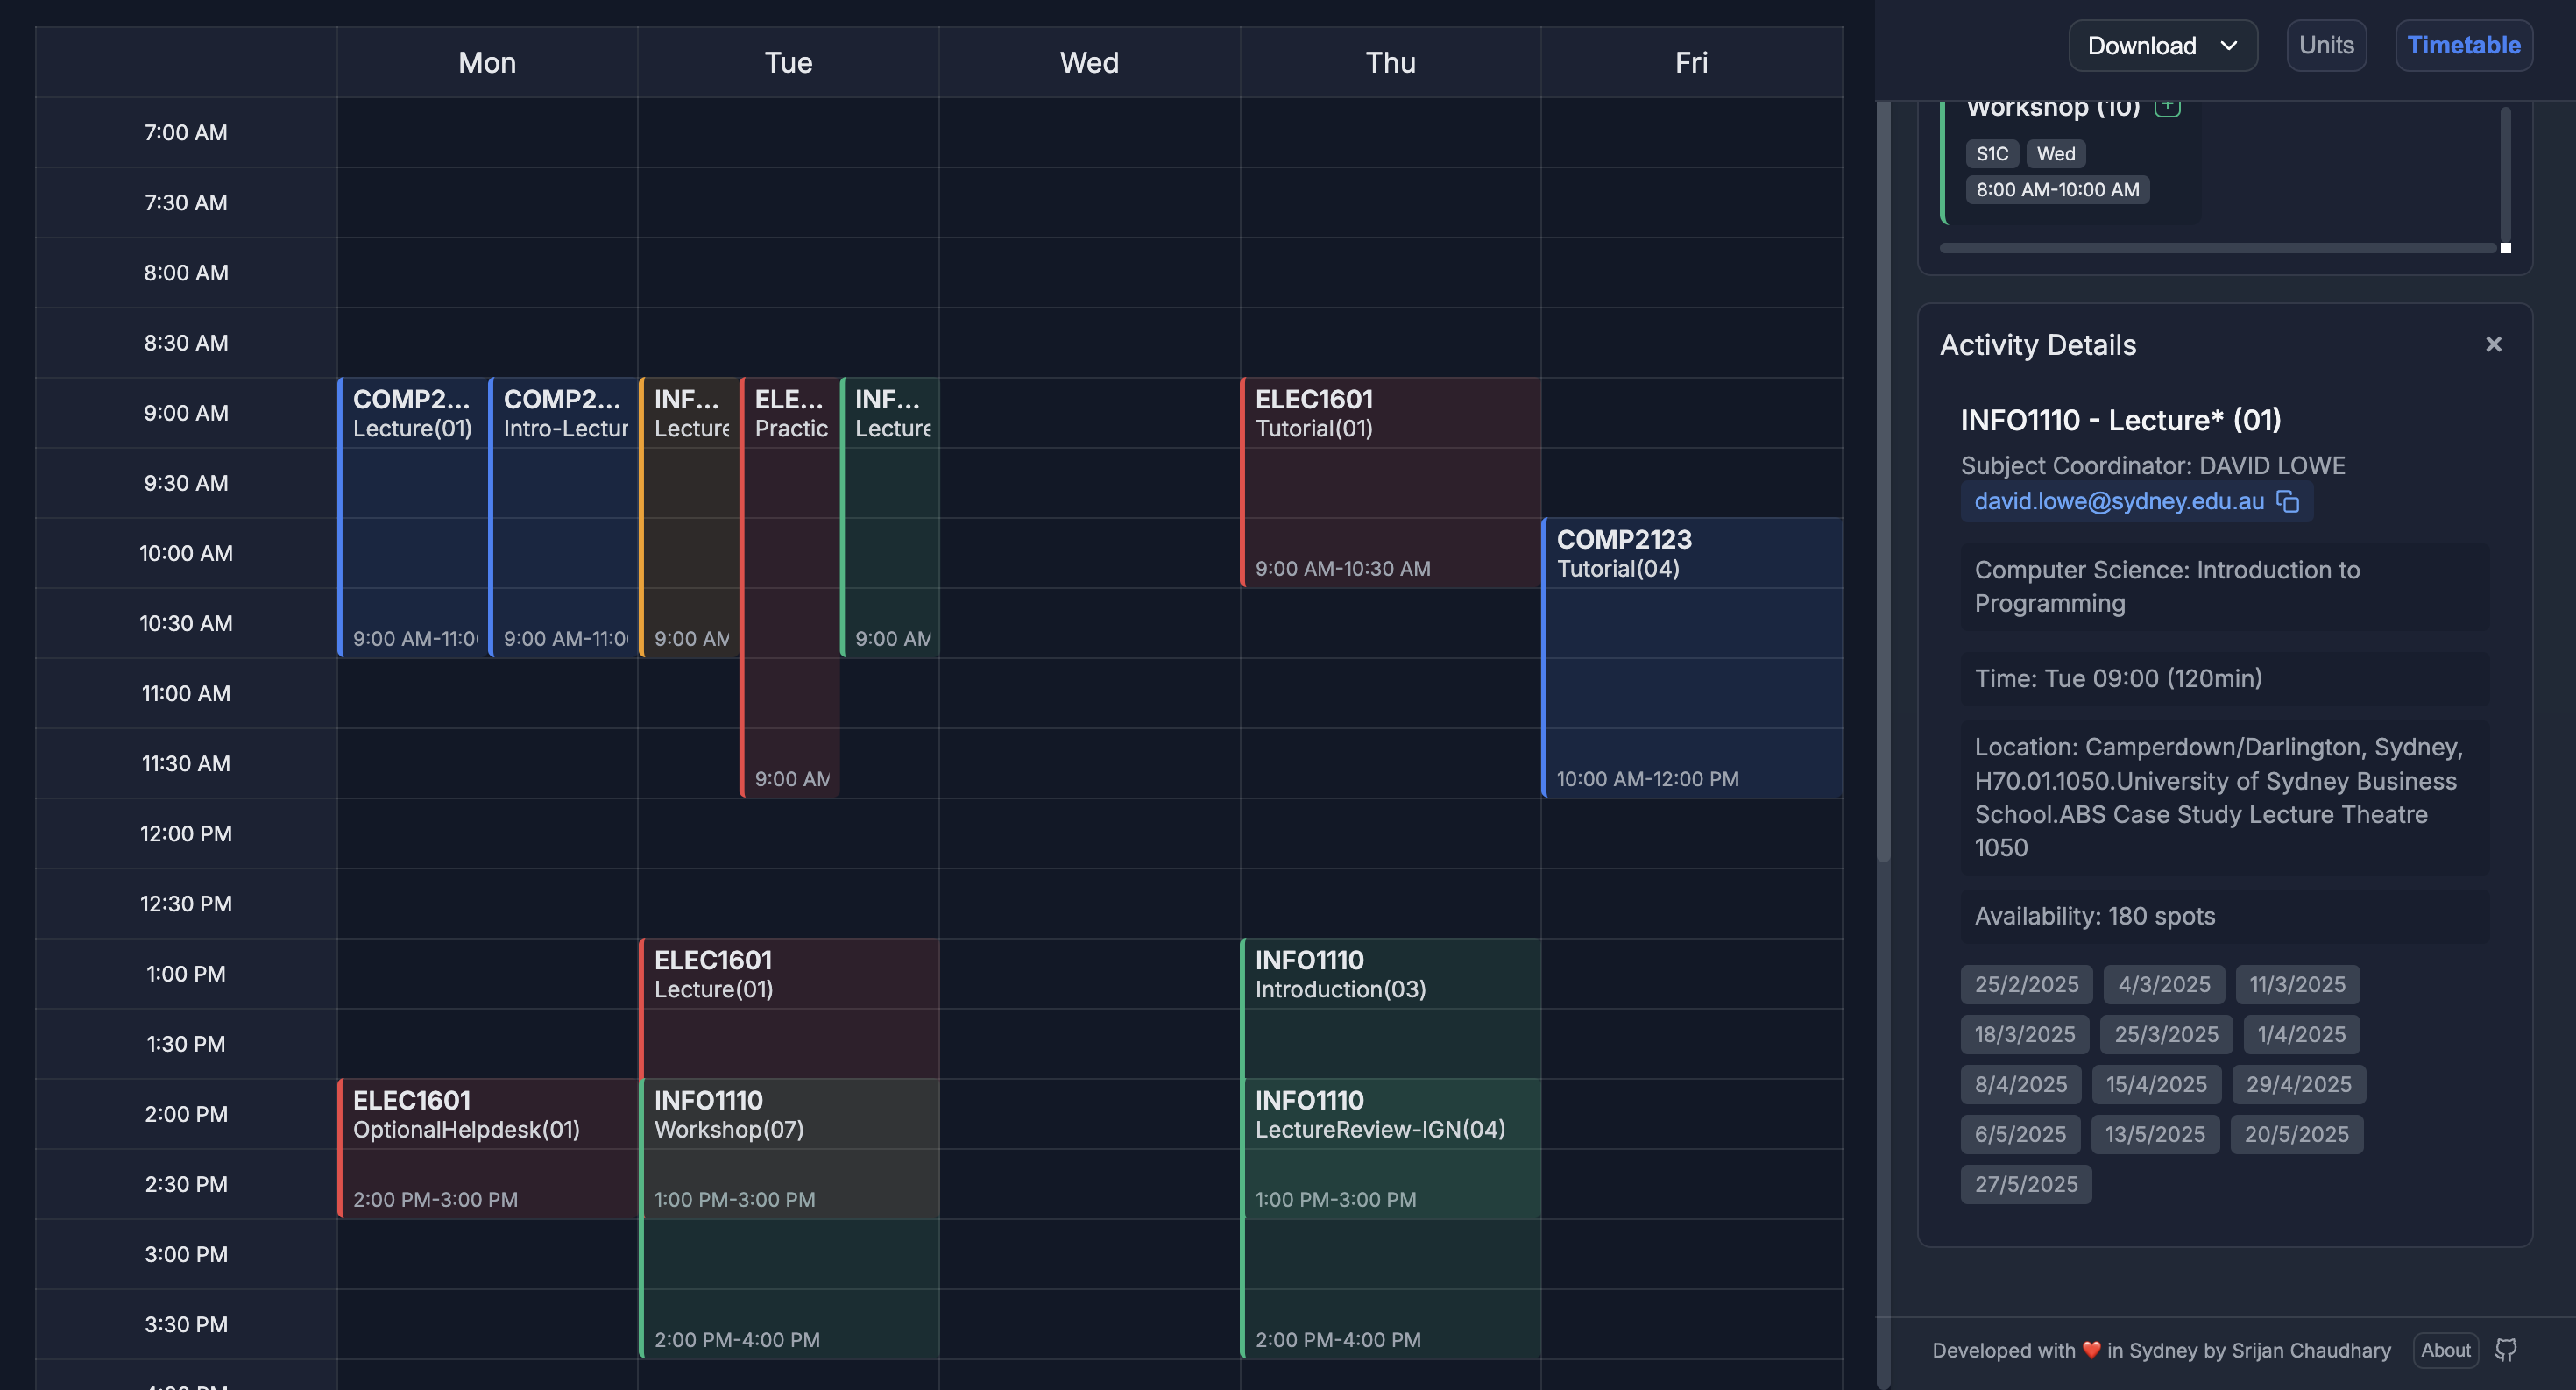 Mon Tue Wed Thu Fri
7:00 AM
7:30 AM
8:00 AM
8:30 AM
9:00 AM
9:30 AM
10:00 AM
10:30 AM
11:00 AM
11:30 AM
12:00 PM
12:30 PM
1:00 PM
1:30 PM
2:00 PM
2:30 PM
3:00 PM
3:30 PM
COMP2...
Lecture(01)
9:00 AM-11:0
COMP2...
Intro-Lectur
9:00 AM-11:0
ELEC1601
OptionalHelpdesk(01)
2:00 PM-3:00 PM
INF...
Lecture
9:00 AM
ELE...
Practic
9:00 AM
INF...
Lecture
9:00 AM
ELEC1601
Lecture(01)
INFO1110
Workshop(07)
1:00 PM-3:00 PM
2:00 PM-4:00 PM
ELEC1601
Tutorial(01)
9:00 AM-10:30 AM
INFO1110
Introduction(03)
INFO1110
LectureReview-IGN(04)
1:00 PM-3:00 PM
2:00 PM-4:00 PM
COMP2123
Tutorial(04)
10:00 AM-12:00 PM
Download Units Timetable
Workshop (10)
S1C Wed
8:00 AM-10:00 AM
Activity Details
INFO1110 - Lecture* (01)
Subject Coordinator: DAVID LOWE
david.lowe@sydney.edu.au
Computer Science: Introduction to
Programming
Time: Tue 09:00 (120min)
Location: Camperdown/Darlington, Sydney,
H70.01.1050.University of Sydney Business
School.ABS Case Study Lecture Theatre
1050
Availability: 180 spots
25/2/2025 4/3/2025 11/3/2025
18/3/2025 25/3/2025 1/4/2025
8/4/2025 15/4/2025 29/4/2025
6/5/2025 13/5/2025 20/5/2025
27/5/2025
Developed with ❤️ in Sydney by Srijan Chaudhary About